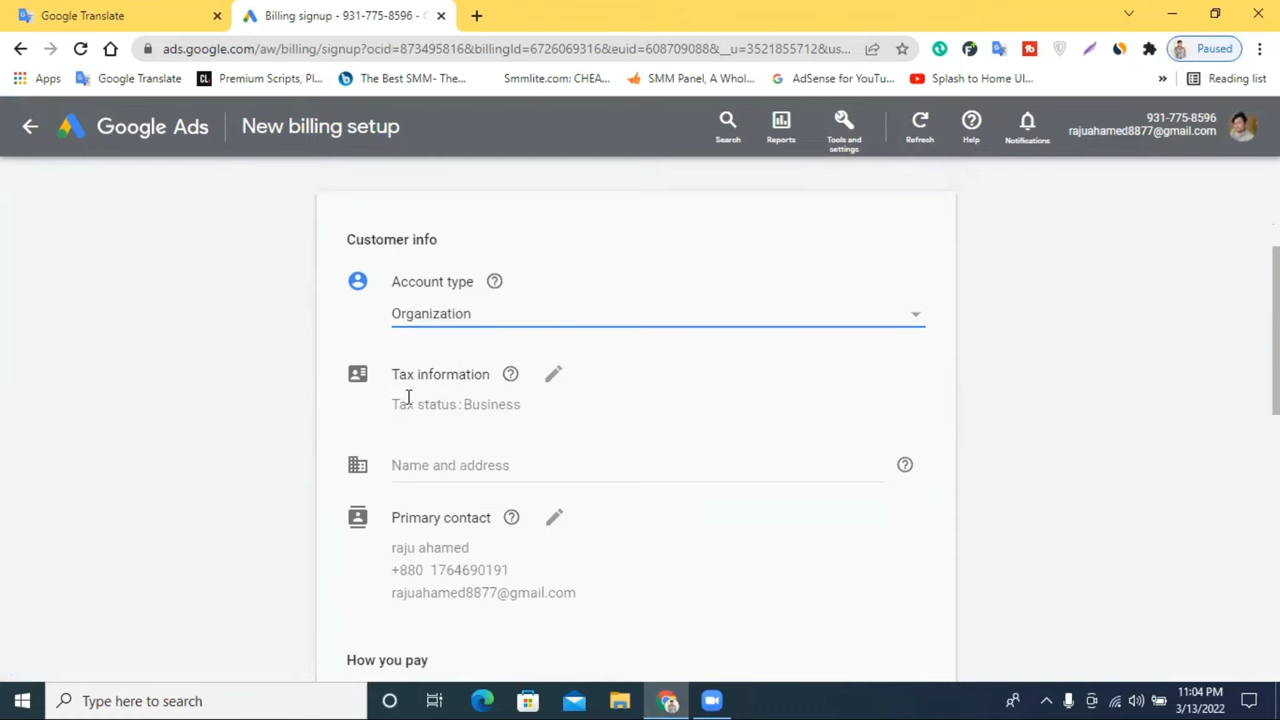 Google Translate
Billing signup - 931-775-8596 -
ads.google.com/aw/billing/signup?ocid=873495816&billingId=6726069316&euid=608709088&__u=3521855712&us...
Paused
Apps
Google Translate
CL
Premium Scripts, Pl...
The Best SMM- The...
Smmlite.com: CHEA...
SMM Panel, A Whol...
AdSense for YouTu...
Splash to Home UI...
Reading list
Google Ads
New billing setup
Search
Reports
Tools and
settings
Refresh
Help
Notifications
931-775-8596
rajuahamed8877@gmail.com
Customer info
Account type
Organization
Tax information
Tax status: Business
Name and address
Primary contact
raju ahamed
+880 1764690191
rajuahamed8877@gmail.com
How you pay
Type here to search
11:04 PM
3/13/2022